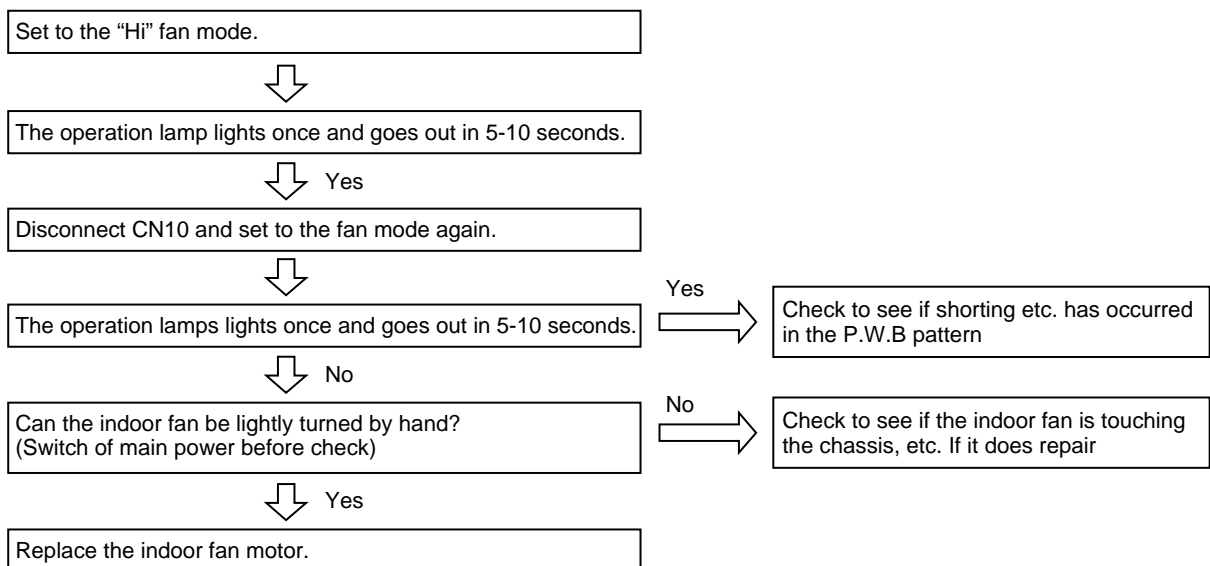 Set to the “Hi” fan mode.
The operation lamp lights once and goes out in 5-10 seconds.
Yes
Disconnect CN10 and set to the fan mode again.
The operation lamps lights once and goes out in 5-10 seconds.
Yes
Check to see if shorting etc. has occurred
in the P.W.B pattern
No
Can the indoor fan be lightly turned by hand?
(Switch of main power before check)
No
Check to see if the indoor fan is touching
the chassis, etc. If it does repair
Yes
Replace the indoor fan motor.